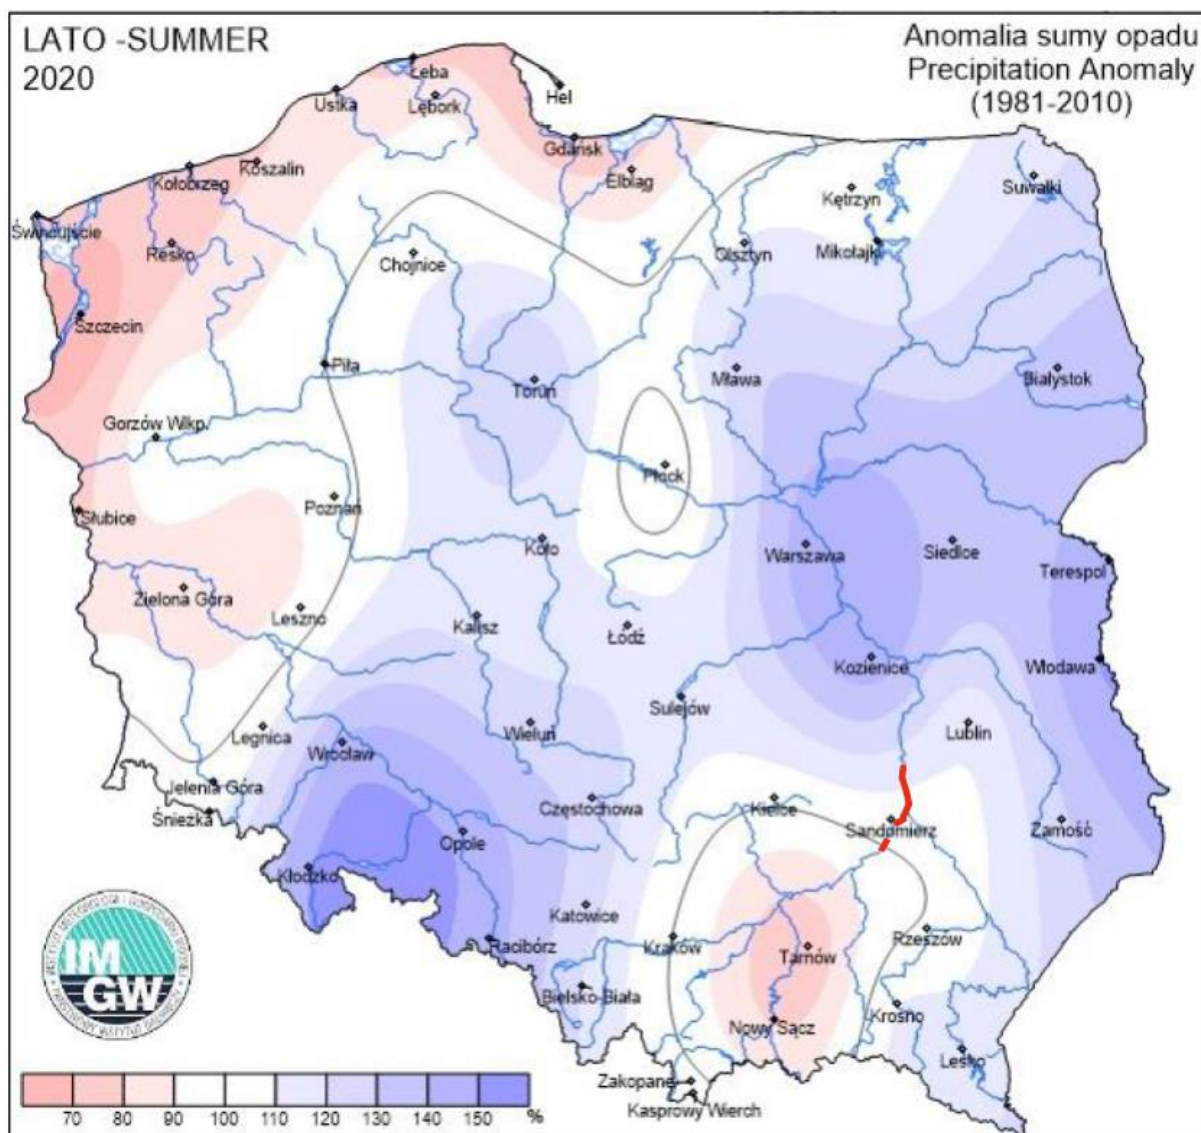 LATO -SUMMER
2020
Anomalia sumy opadu
Precipitation Anomaly
(1981-2010)
Łeba
Hel
Ustka
Lębork
Gdańsk
Koszalin
Elbląg
Kołobrzeg
Suwałki
Kętrzyn
Świnoujście
Resko
Chojnice
Olsztyn
Mikołajki
Szczecin
Piła
Toruń
Mława
Białystok
Gorzów Wlkp.
Płock
Poznań
Słubice
Koło
Warszawa
Siedlce
Terespol
Zielona Góra
Leszno
Kalisz
Łódź
Kozienice
Włodawa
Sulejów
Legnica
Wrocław
Wieluń
Lublin
Jelenia Góra
Śnieżka
Częstochowa
Kielce
Sandomierz
Zamość
Opole
Kłodzko
Katowice
Racibórz
Kraków
Tarnów
Rzeszów
Bielsko-Biała
Nowy Sącz
Krosno
Lesko
Zakopane
Kasprowy Wierch
IM
GW
70 80 90 100 110 120 130 140 150 %